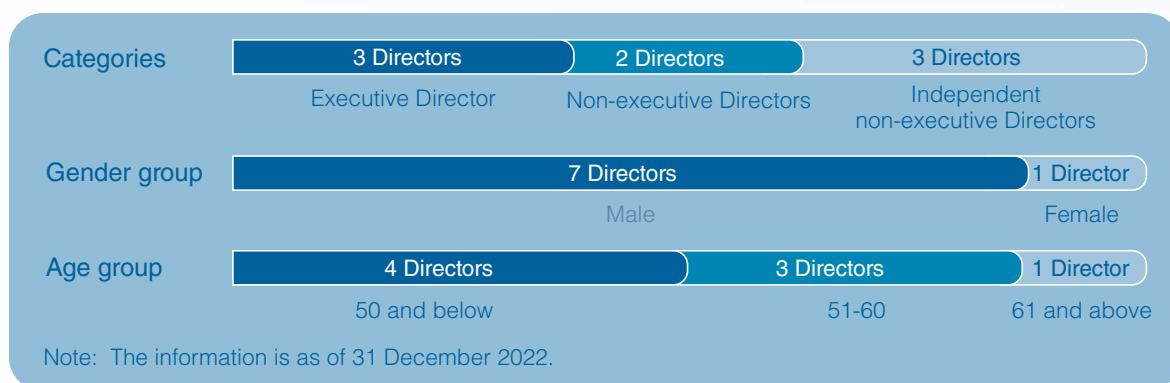 Categories
3 Directors
2 Directors
3 Directors
Executive Director
Non-executive Directors
Independent
non-executive Directors
Gender group
7 Directors
1 Director
Male
Female
Age group
4 Directors
3 Directors
1 Director
50 and below
51-60
61 and above
Note: The information is as of 31 December 2022.